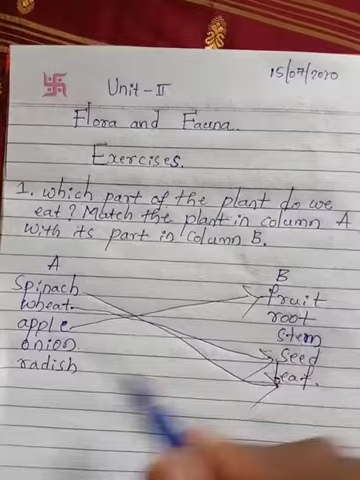 15/07/2020
Unit - II
Flora and Fauna.
Exercises.
1. which part of the plant do we
eat? Match the plant in column A
with its part in Column B.
A B
Spinach fruit
wheat root
apple stem
onion seed
radish leaf.